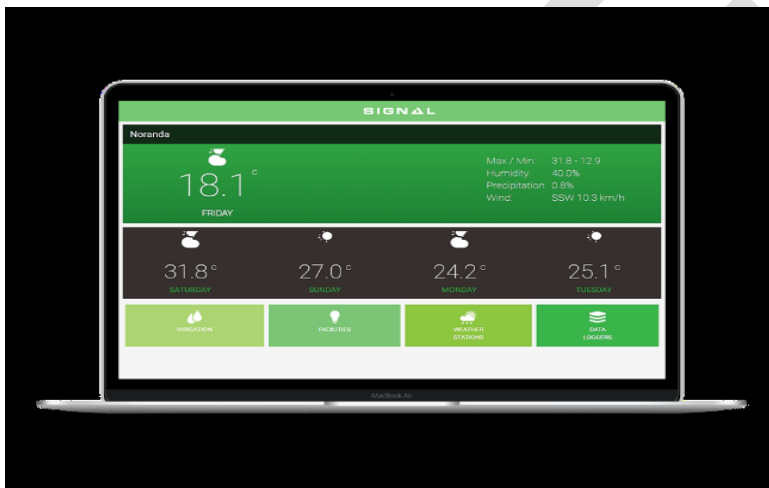 SIGNAL
Noranda
18.1°
FRIDAY
Max / Min: 31.8 - 12.9
Humidity: 40.0%
Precipitation: 0.8%
Wind: SSW 10.3 km/h
31.8° 27.0° 24.2° 25.1°
SATURDAY SUNDAY MONDAY TUESDAY
IRRIGATION
FACILITIES
WEATHER
STATIONS
DATA
LOGGERS
MacBook Air